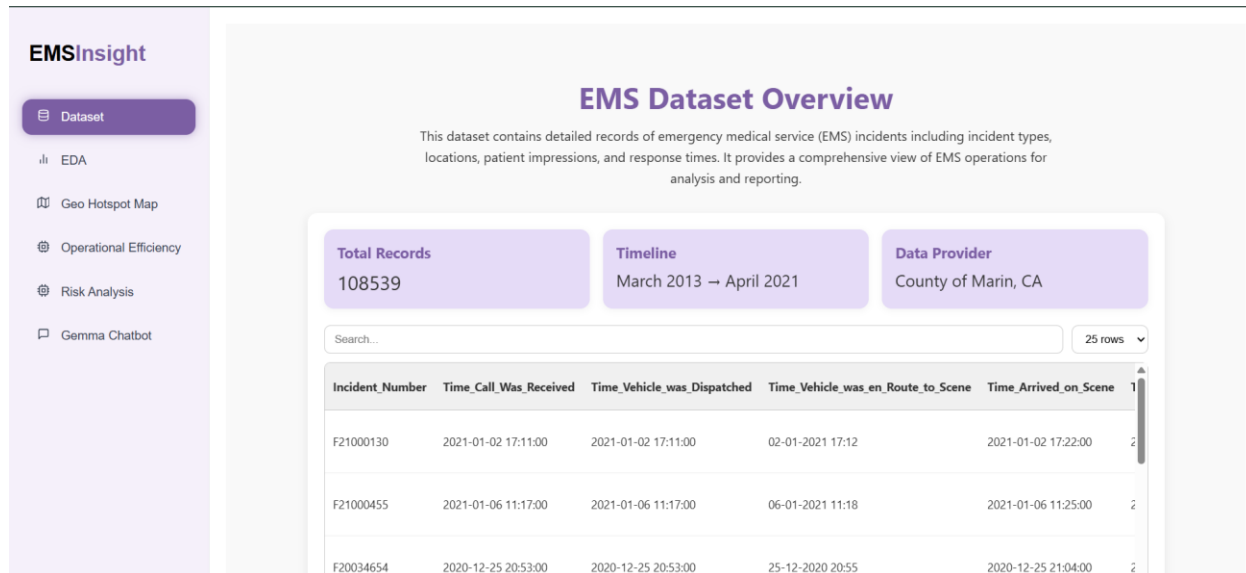 EMSInsight
Dataset
EDA
Geo Hotspot Map
Operational Efficiency
Risk Analysis
Gemma Chatbot
EMS Dataset Overview
This dataset contains detailed records of emergency medical service (EMS) incidents including incident types,
locations, patient impressions, and response times. It provides a comprehensive view of EMS operations for
analysis and reporting.
Total Records
108539
Timeline
March 2013 → April 2021
Data Provider
County of Marin, CA
Search...
25 rows
Incident_Number Time_Call_Was_Received Time_Vehicle_was_Dispatched Time_Vehicle_was_en_Route_to_Scene Time_Arrived_on_Scene
F21000130 2021-01-02 17:11:00 2021-01-02 17:11:00 02-01-2021 17:12 2021-01-02 17:22:00
F21000455 2021-01-06 11:17:00 2021-01-06 11:17:00 06-01-2021 11:18 2021-01-06 11:25:00
F20034654 2020-12-25 20:53:00 2020-12-25 20:53:00 25-12-2020 20:55 2020-12-25 21:04:00